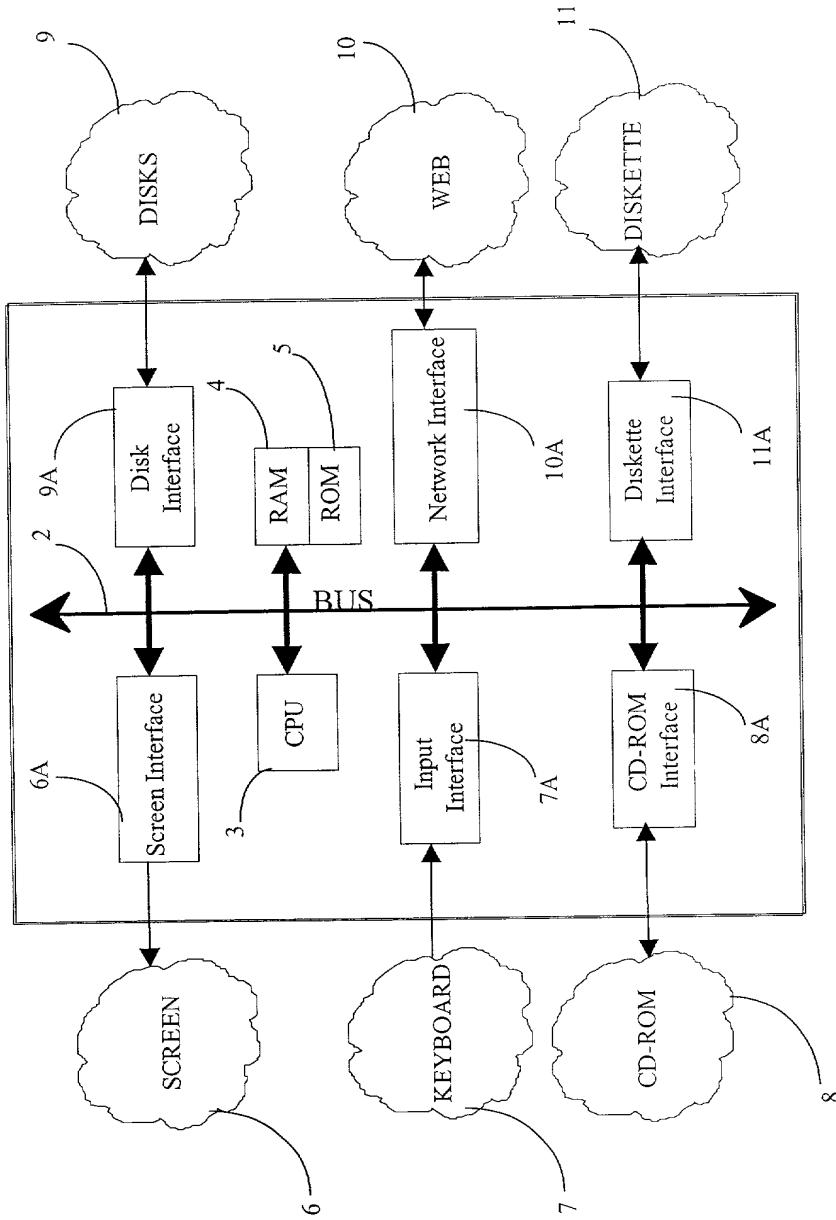 9
DISKS
10
WEB
11
DISKETTE
9A
Disk
Interface
4
RAM
5
ROM
Network Interface
10A
Diskette
Interface
11A
2
BUS
6A
Screen Interface
3
CPU
Input
Interface
7A
CD-ROM
Interface
8A
6
SCREEN
7
KEYBOARD
8
CD-ROM